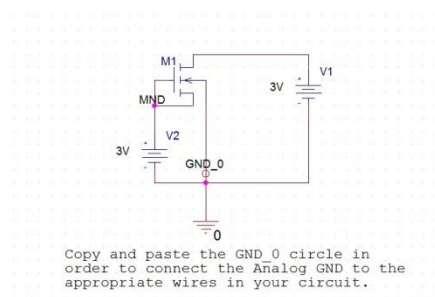 M1
V1
3V
MND
V2
3V
GND_0
0
Copy and paste the GND_0 circle in
order to connect the Analog GND to the
appropriate wires in your circuit.